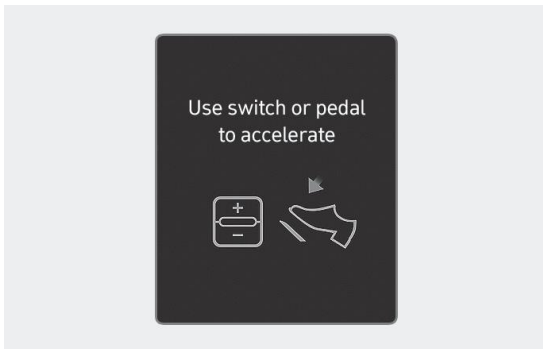 Use switch or pedal
to accelerate
+
−